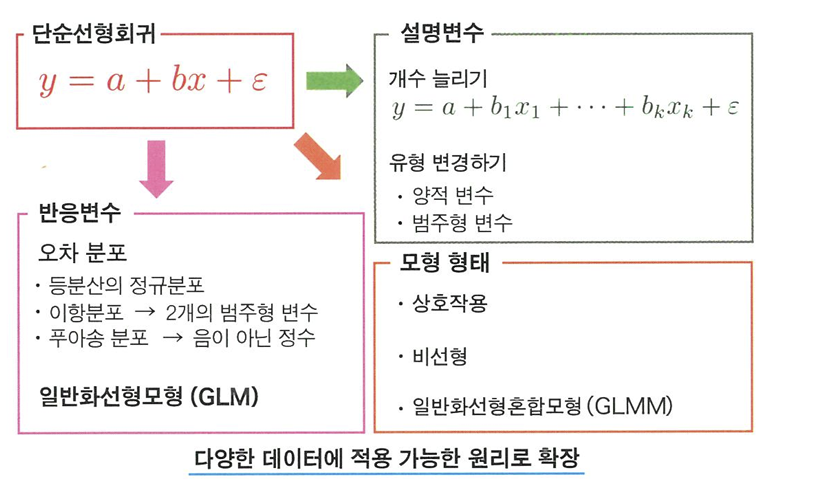 단순선형회귀
y = a + bx + ε
설명변수
개수 늘리기
y = a + b₁x₁ + ··· + bₖxₖ + ε
유형 변경하기
· 양적 변수
· 범주형 변수
반응변수
오차 분포
· 등분산의 정규분포
· 이항분포 → 2개의 범주형 변수
· 푸아송 분포 → 음이 아닌 정수
일반화선형모형(GLM)
모형 형태
· 상호작용
· 비선형
· 일반화선형혼합모형(GLMM)
다양한 데이터에 적용 가능한 원리로 확장